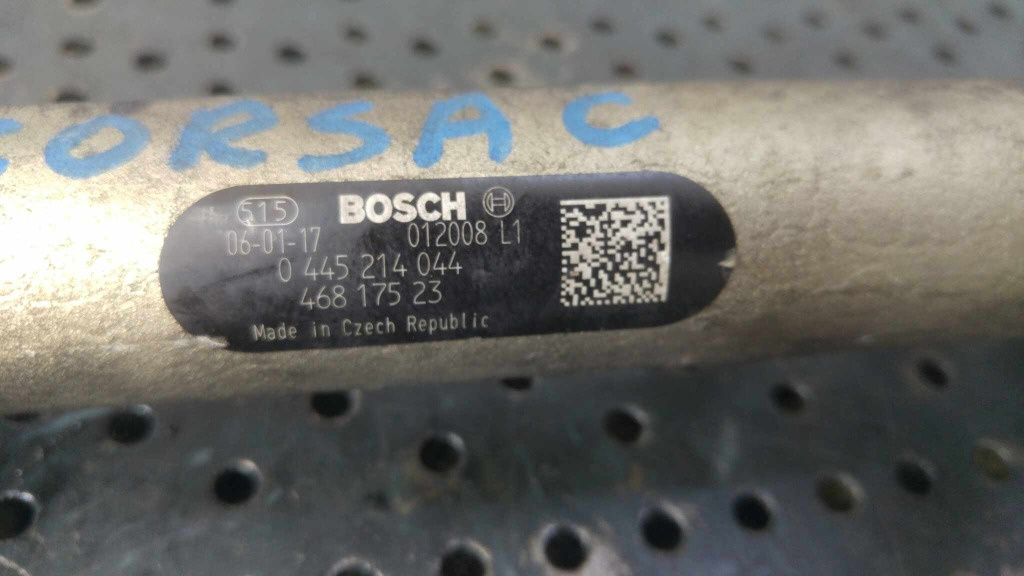 CORSA C
515 BOSCH
06-01-17 012008 L1
0 445 214 044
468 175 23
Made in Czech Republic